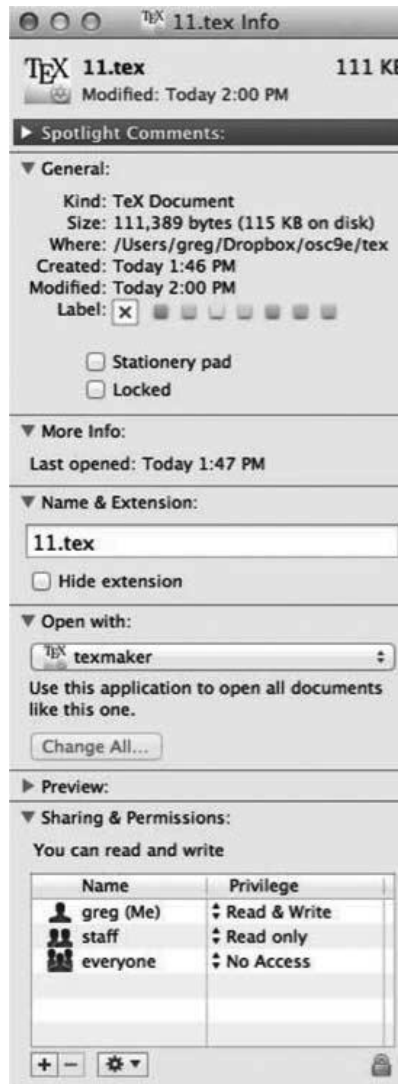 TEX 11.tex Info
TEX 11.tex 111 KB
Modified: Today 2:00 PM
Spotlight Comments:
General:
Kind: TeX Document
Size: 111,389 bytes (115 KB on disk)
Where: /Users/greg/Dropbox/osc9e/tex
Created: Today 1:46 PM
Modified: Today 2:00 PM
Label: x
Stationery pad
Locked
More Info:
Last opened: Today 1:47 PM
Name & Extension:
11.tex
Hide extension
Open with:
TEX texmaker
Use this application to open all documents
like this one.
Change All...
Preview:
Sharing & Permissions:
You can read and write
Name Privilege
greg (Me) Read & Write
staff Read only
everyone No Access